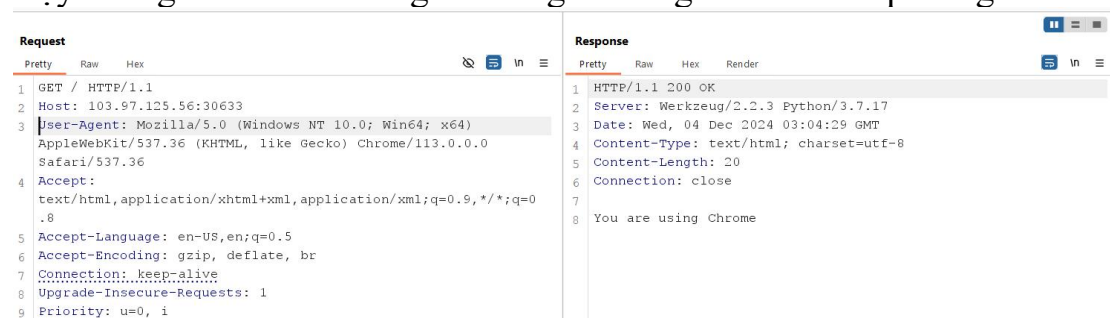 Request
Pretty Raw Hex \n
1 GET / HTTP/1.1
2 Host: 103.97.125.56:30633
3 User-Agent: Mozilla/5.0 (Windows NT 10.0; Win64; x64)
AppleWebKit/537.36 (KHTML, like Gecko) Chrome/113.0.0.0
Safari/537.36
4 Accept:
text/html,application/xhtml+xml,application/xml;q=0.9,*/*;q=0
.8
5 Accept-Language: en-US,en;q=0.5
6 Accept-Encoding: gzip, deflate, br
7 Connection: keep-alive
8 Upgrade-Insecure-Requests: 1
9 Priority: u=0, i
Response
Pretty Raw Hex Render \n
1 HTTP/1.1 200 OK
2 Server: Werkzeug/2.2.3 Python/3.7.17
3 Date: Wed, 04 Dec 2024 03:04:29 GMT
4 Content-Type: text/html; charset=utf-8
5 Content-Length: 20
6 Connection: close
7
8 You are using Chrome